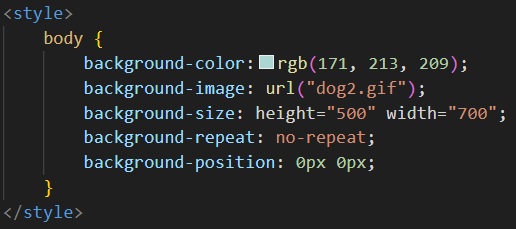 <style>
body {
background-color: rgb(171, 213, 209);
background-image: url("dog2.gif");
background-size: height="500" width="700";
background-repeat: no-repeat;
background-position: 0px 0px;
}
</style>